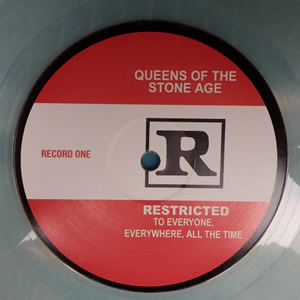 QUEENS OF THE
STONE AGE
RECORD ONE
R
RESTRICTED
TO EVERYONE,
EVERYWHERE, ALL THE TIME